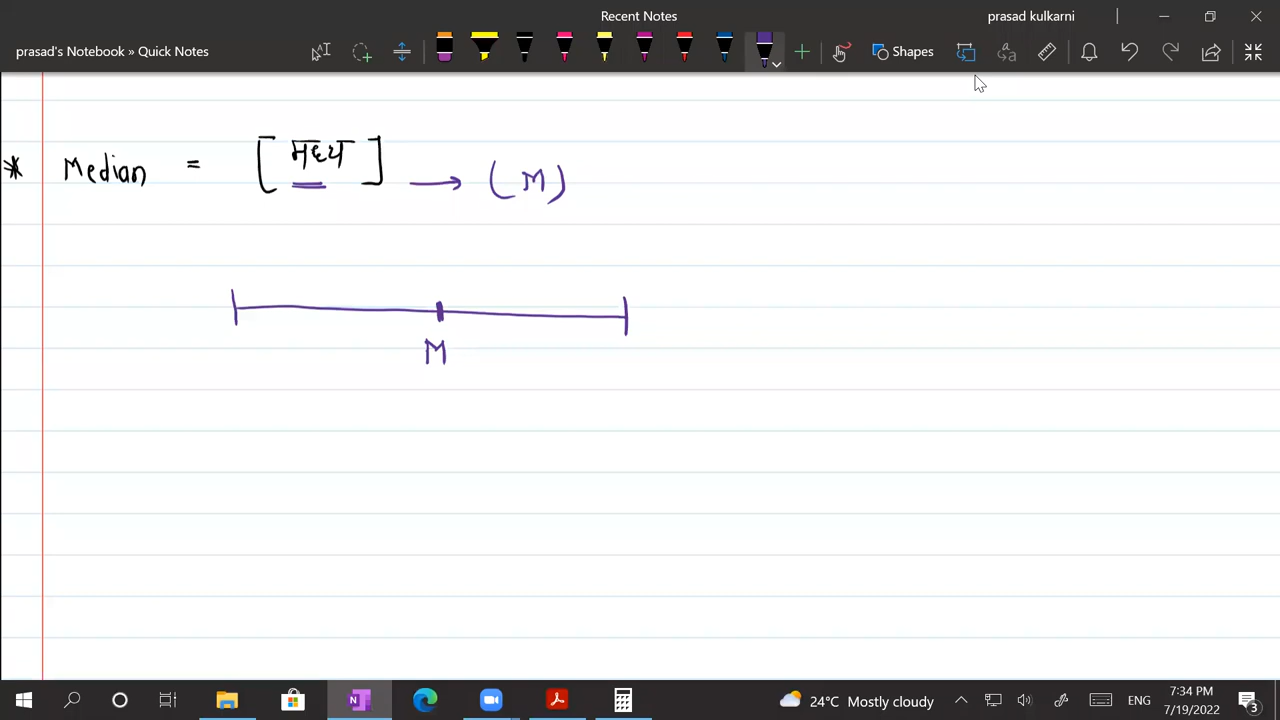 Recent Notes
prasad kulkarni
prasad's Notebook » Quick Notes
Shapes
* Median = [मध्य] → (M)
M
24°C Mostly cloudy
ENG
7:34 PM
7/19/2022
3